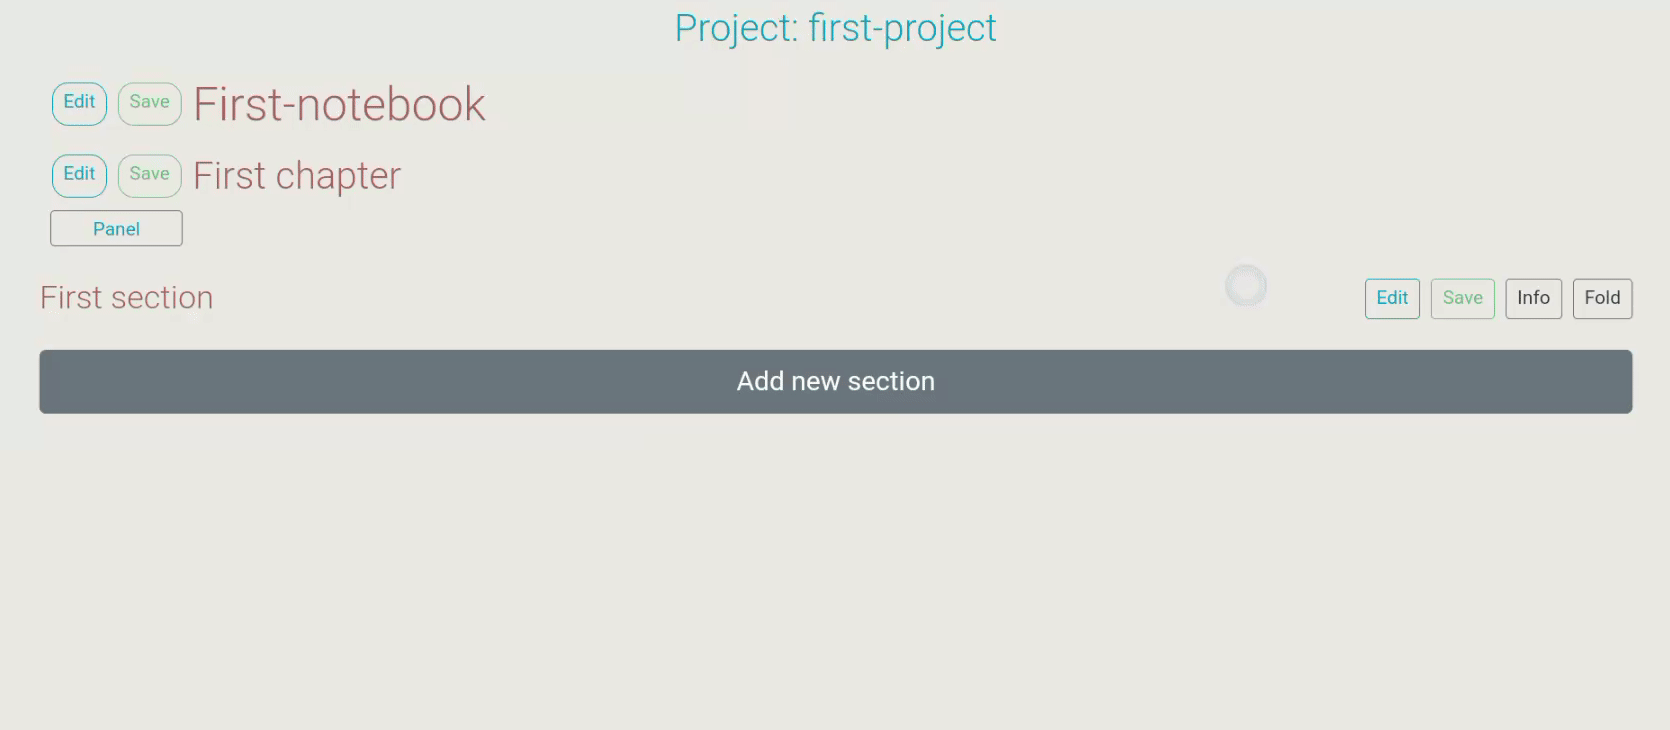 Project: first-project
Edit Save First-notebook
Edit Save First chapter
Panel
First section Edit Save Info Fold
Add new section